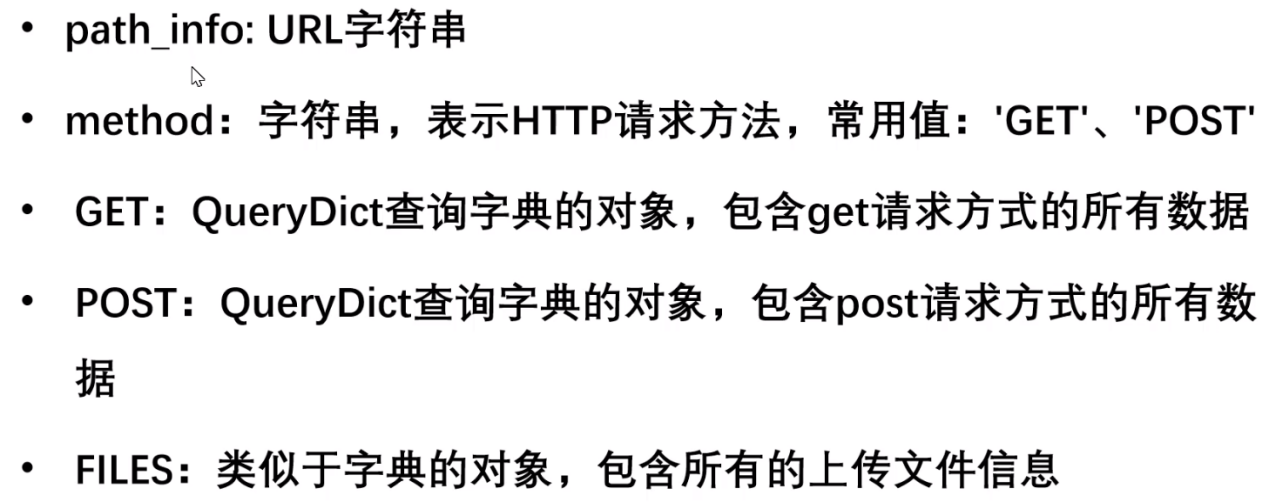 • path_info: URL字符串
• method：字符串，表示HTTP请求方法，常用值：'GET'、'POST'
• GET：QueryDict查询字典的对象，包含get请求方式的所有数据
• POST：QueryDict查询字典的对象，包含post请求方式的所有数
据
• FILES：类似于字典的对象，包含所有的上传文件信息